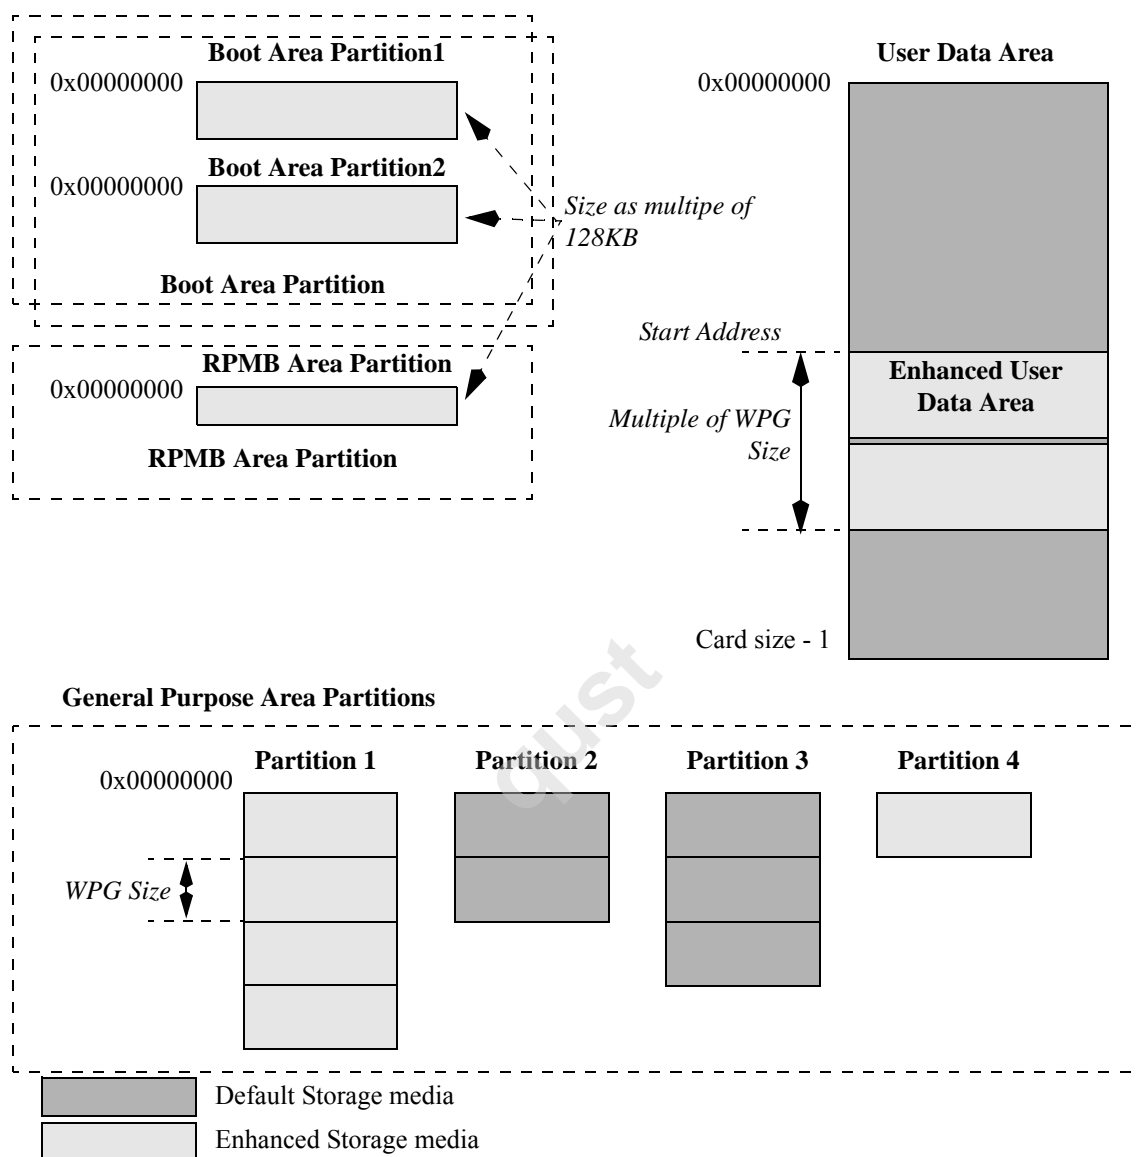 Boot Area Partition1
0x00000000
Boot Area Partition2
0x00000000
Size as multipe of
128KB
Boot Area Partition
RPMB Area Partition
0x00000000
RPMB Area Partition
User Data Area
0x00000000
Start Address
Enhanced User
Data Area
Multiple of WPG
Size
Card size - 1
General Purpose Area Partitions
Partition 1
Partition 2
Partition 3
Partition 4
0x00000000
WPG Size
qust
Default Storage media
Enhanced Storage media